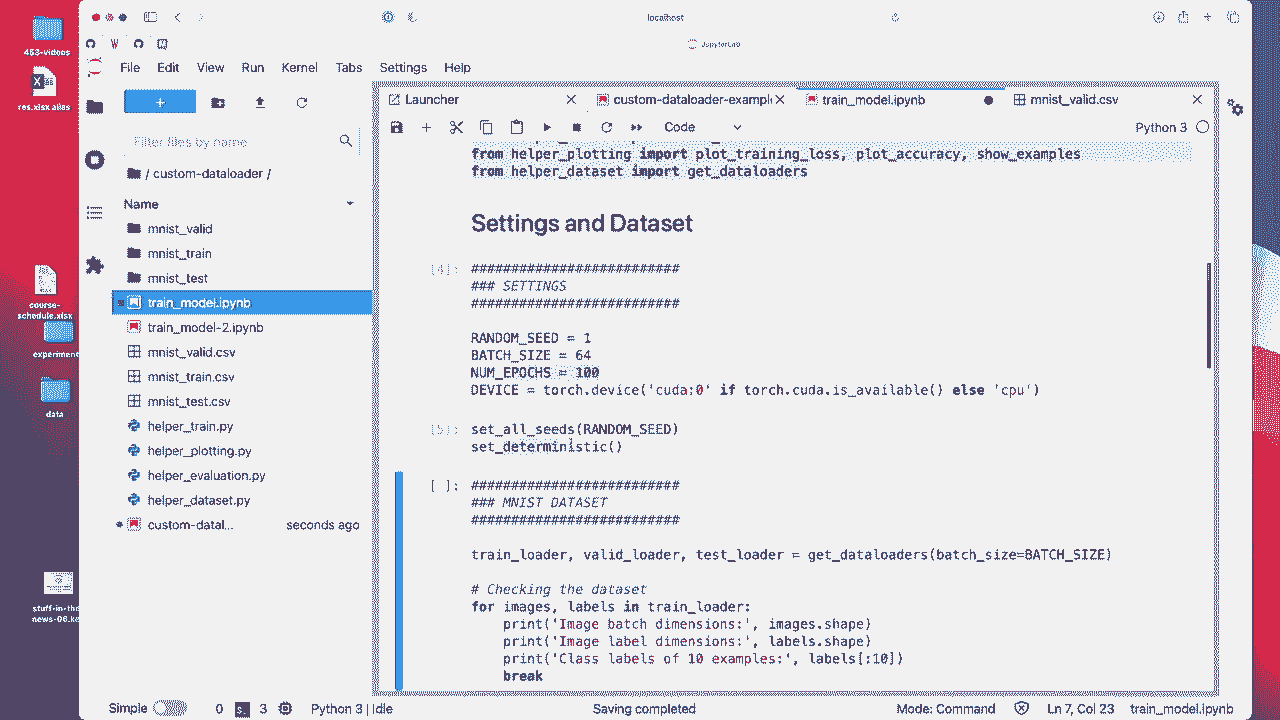 453-videos
res.xlsx alias
course-
schedule.xlsx
experiment
data
stuff-in-the
news-06.ke
localhost
JupyterLab
File Edit View Run Kernel Tabs Settings Help
+
Filter files by name
/ custom-dataloader /
Name
mnist_valid
mnist_train
mnist_test
train_model.ipynb
train_model-2.ipynb
mnist_valid.csv
mnist_train.csv
mnist_test.csv
helper_train.py
helper_plotting.py
helper_evaluation.py
helper_dataset.py
custom-datal... seconds ago
Launcher custom-dataloader-exampl train_model.ipynb mnist_valid.csv
Code Python 3
from helper_plotting import plot_training_loss, plot_accuracy, show_examples
from helper_dataset import get_dataloaders
Settings and Dataset
[4]: ##########################
### SETTINGS
##########################
RANDOM_SEED = 1
BATCH_SIZE = 64
NUM_EPOCHS = 100
DEVICE = torch.device('cuda:0' if torch.cuda.is_available() else 'cpu')
[5]: set_all_seeds(RANDOM_SEED)
set_deterministic()
[ ]: ##########################
### MNIST DATASET
##########################
train_loader, valid_loader, test_loader = get_dataloaders(batch_size=BATCH_SIZE)
# Checking the dataset
for images, labels in train_loader:
print('Image batch dimensions:', images.shape)
print('Image label dimensions:', labels.shape)
print('Class labels of 10 examples:', labels[:10])
break
Simple 0 s_ 3 Python 3 | Idle Saving completed Mode: Command Ln 7, Col 23 train_model.ipynb